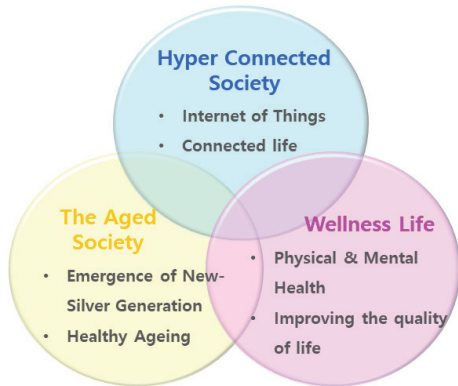 Hyper Connected
Society
• Internet of Things
• Connected life
The Aged
Society
• Emergence of New-
Silver Generation
• Healthy Ageing
Wellness Life
• Physical & Mental
Health
• Improving the quality
of life